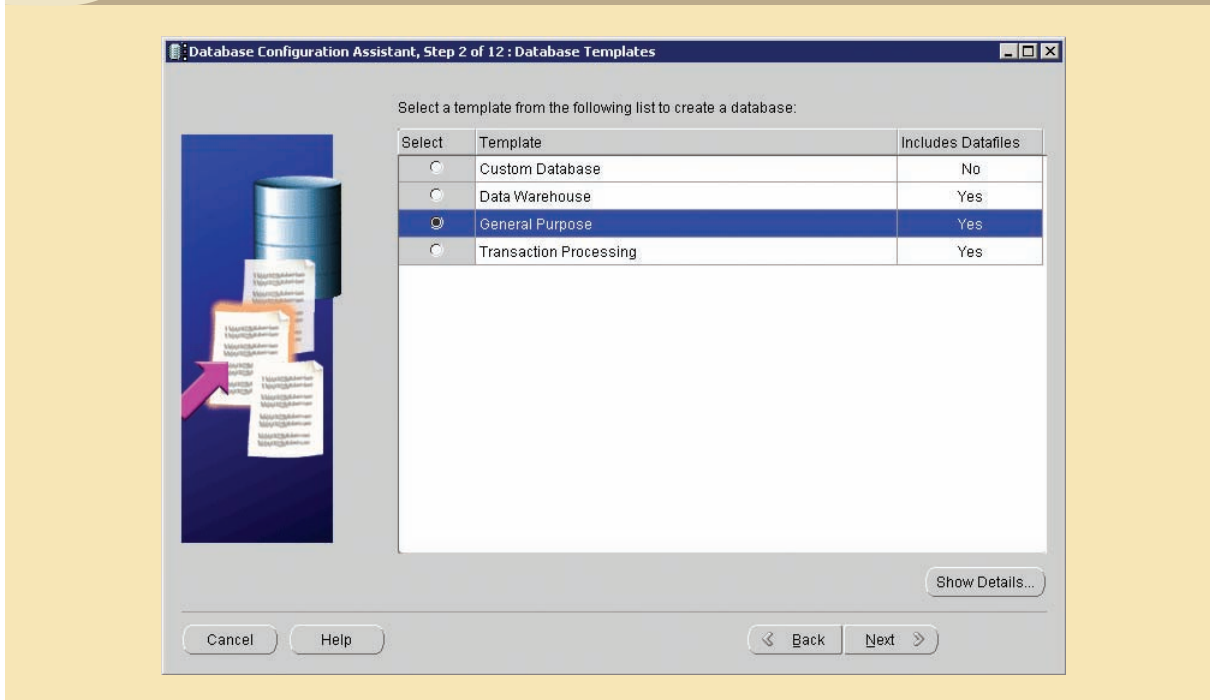 Database Configuration Assistant, Step 2 of 12 : Database Templates
Select a template from the following list to create a database:
Select Template Includes Datafiles
Custom Database No
Data Warehouse Yes
General Purpose Yes
Transaction Processing Yes
Show Details...
Cancel Help Back Next